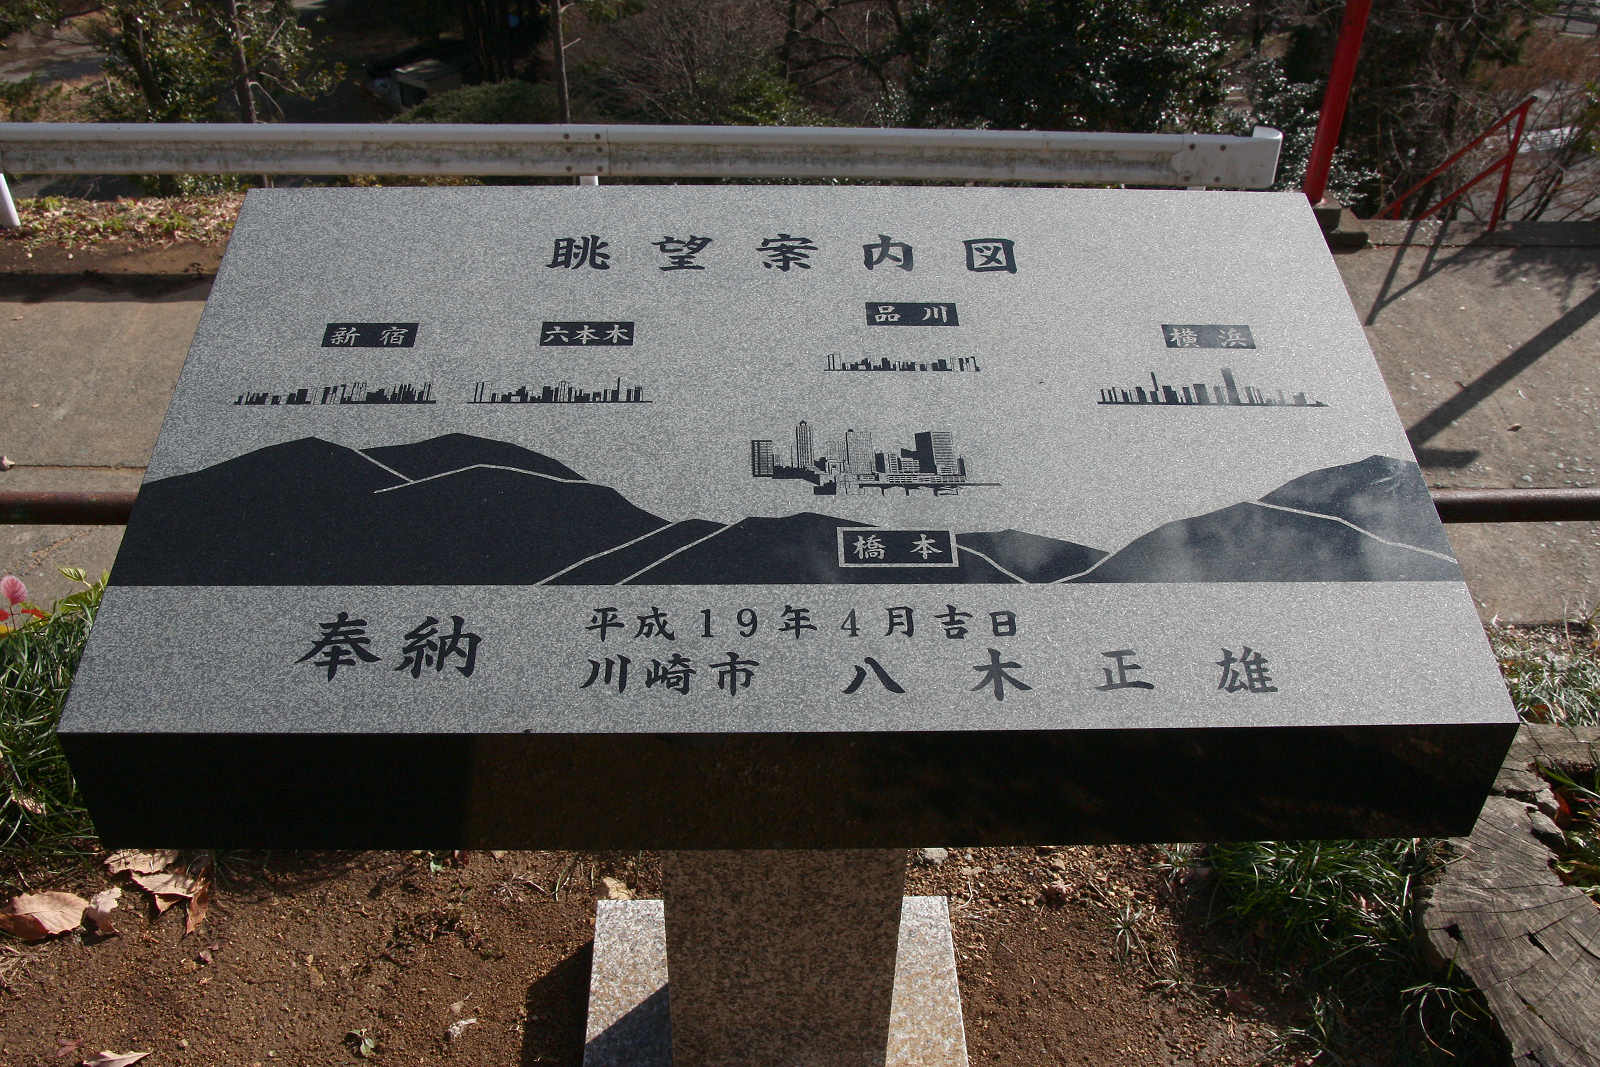 眺望案内図
新宿
六本木
品川
横浜
橋本
奉納
平成19年4月吉日
川崎市 八木正雄